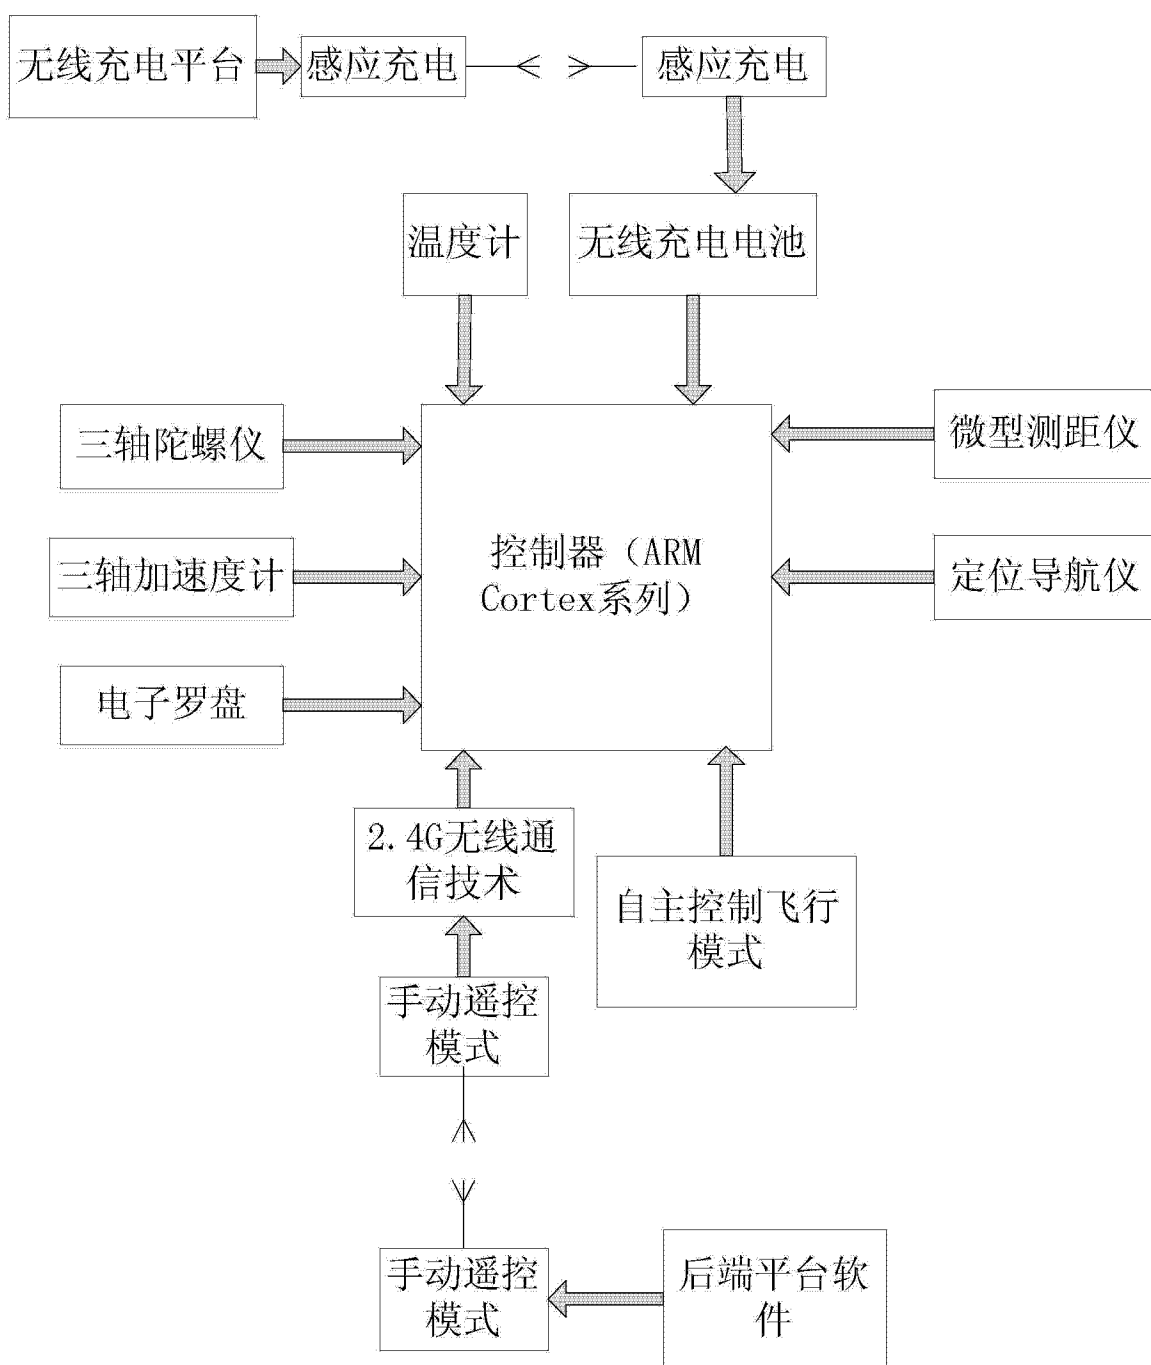 无线充电平台
感应充电
感应充电
温度计
无线充电电池
三轴陀螺仪
微型测距仪
控制器（ARM
Cortex系列）
三轴加速度计
定位导航仪
电子罗盘
2.4G无线通
信技术
自主控制飞行
模式
手动遥控
模式
手动遥控
模式
后端平台软
件